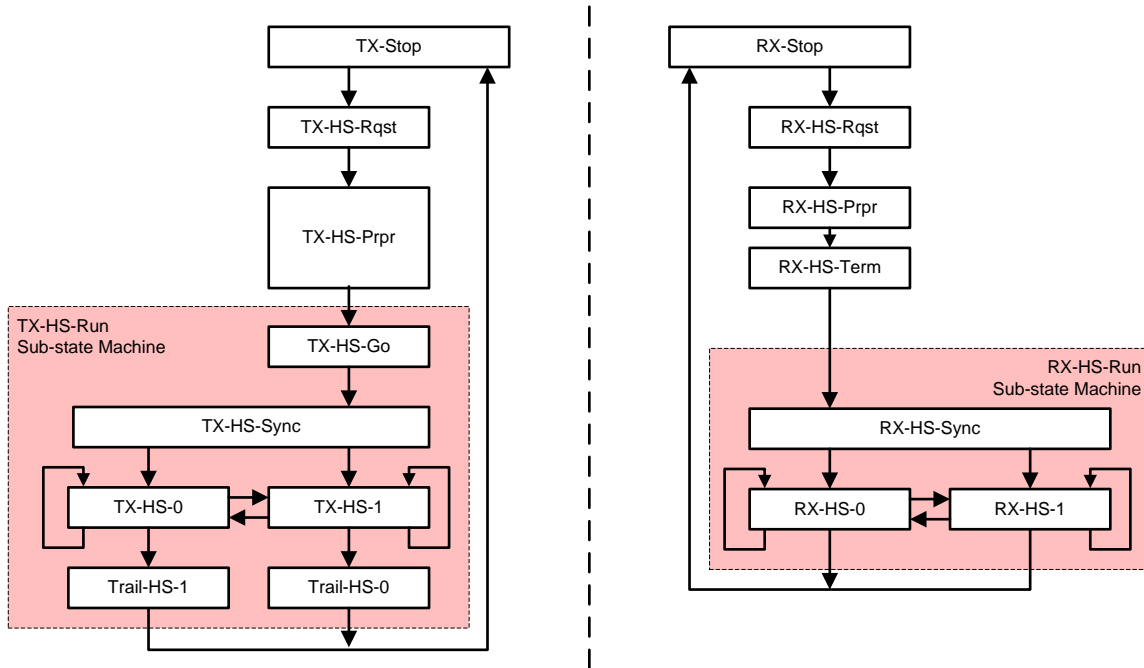 TX-Stop
TX-HS-Rqst
TX-HS-Prpr
TX-HS-Run
Sub-state Machine
TX-HS-Go
TX-HS-Sync
TX-HS-0
TX-HS-1
Trail-HS-1
Trail-HS-0
RX-Stop
RX-HS-Rqst
RX-HS-Prpr
RX-HS-Term
RX-HS-Run
Sub-state Machine
RX-HS-Sync
RX-HS-0
RX-HS-1